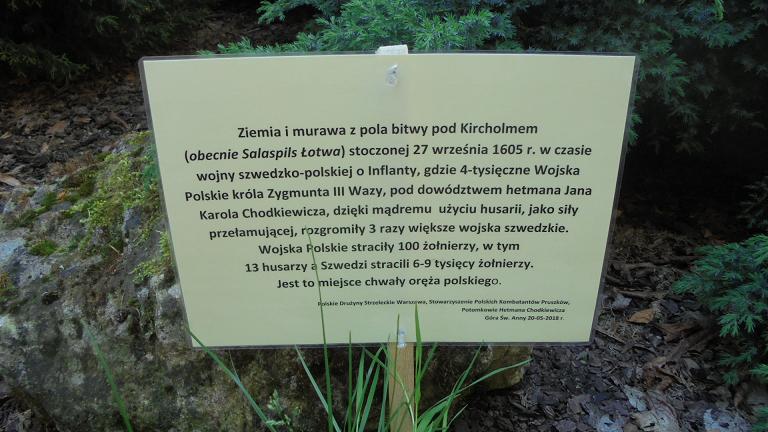 Ziemia i murawa z pola bitwy pod Kircholmem
(obecnie Salaspils Łotwa) stoczonej 27 września 1605 r. w czasie
wojny szwedzko-polskiej o Inflanty, gdzie 4-tysięczne Wojska
Polskie króla Zygmunta III Wazy, pod dowództwem hetmana Jana
Karola Chodkiewicza, dzięki mądremu użyciu husarii, jako siły
przełamującej, rozgromiły 3 razy większe wojska szwedzkie.
Wojska Polskie straciły 100 żołnierzy, w tym
13 husarzy a Szwedzi stracili 6-9 tysięcy żołnierzy.
Jest to miejsce chwały oręża polskiego.
Polskie Drużyny Strzeleckie Warszawa, Stowarzyszenie Polskich Kombatantów Pruszków,
Potomkowie Hetmana Chodkiewicza
Góra Św. Anny 20-05-2018 r.